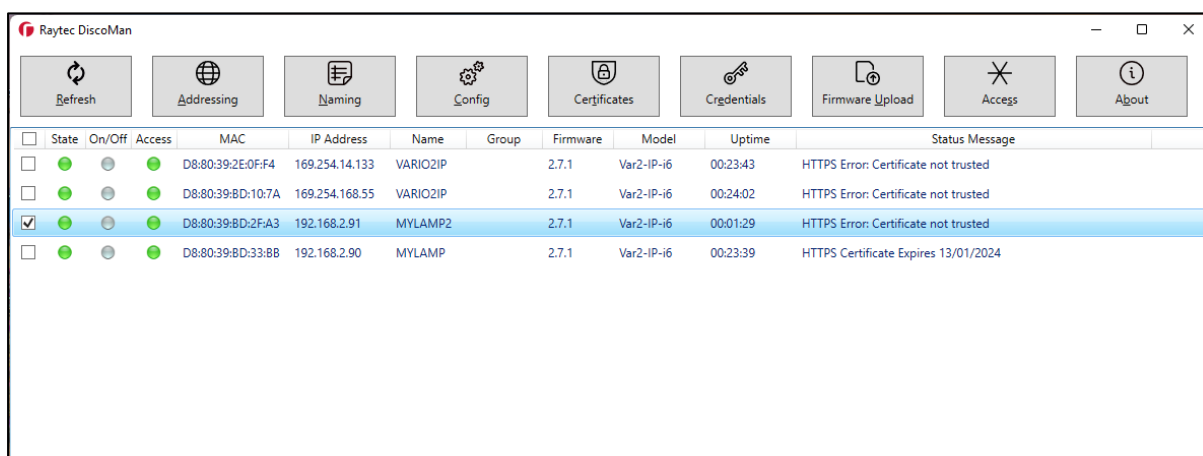 Raytec DiscoMan
Refresh Addressing Naming Config Certificates Credentials Firmware Upload Access About
State On/Off Access MAC IP Address Name Group Firmware Model Uptime Status Message
D8:80:39:2E:0F:F4 169.254.14.133 VARIO2IP 2.7.1 Var2-IP-i6 00:23:43 HTTPS Error: Certificate not trusted
D8:80:39:BD:10:7A 169.254.168.55 VARIO2IP 2.7.1 Var2-IP-i6 00:24:02 HTTPS Error: Certificate not trusted
D8:80:39:BD:2F:A3 192.168.2.91 MYLAMP2 2.7.1 Var2-IP-i6 00:01:29 HTTPS Error: Certificate not trusted
D8:80:39:BD:33:BB 192.168.2.90 MYLAMP 2.7.1 Var2-IP-i6 00:23:39 HTTPS Certificate Expires 13/01/2024